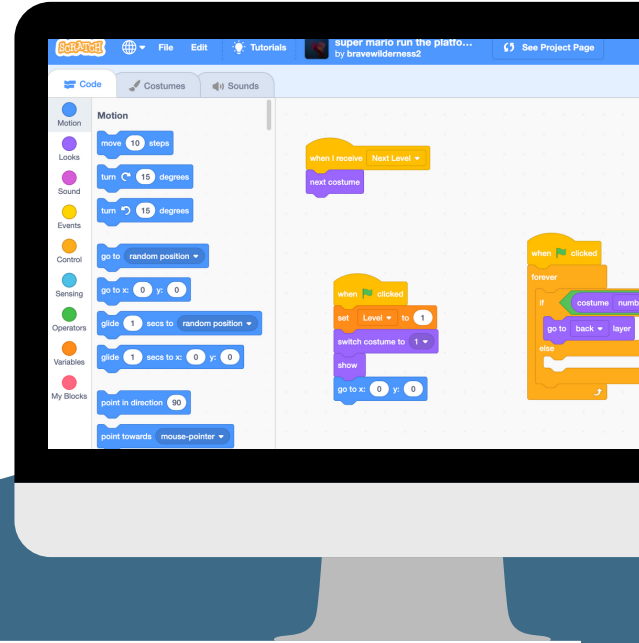 SCRATCH File Edit Tutorials super mario run the platfo... See Project Page
by bravewilderness2
Code Costumes Sounds
Motion
Looks
Sound
Events
Control
Sensing
Operators
Variables
My Blocks
Motion
move 10 steps
turn 15 degrees
turn 15 degrees
go to random position
go to x: 0 y: 0
glide 1 secs to random position
glide 1 secs to x: 0 y: 0
point in direction 90
point towards mouse-pointer
when I receive Next Level
next costume
when clicked
set Level to 1
switch costume to 1
show
go to x: 0 y: 0
when clicked
forever
if costume numb
go to back layer
else